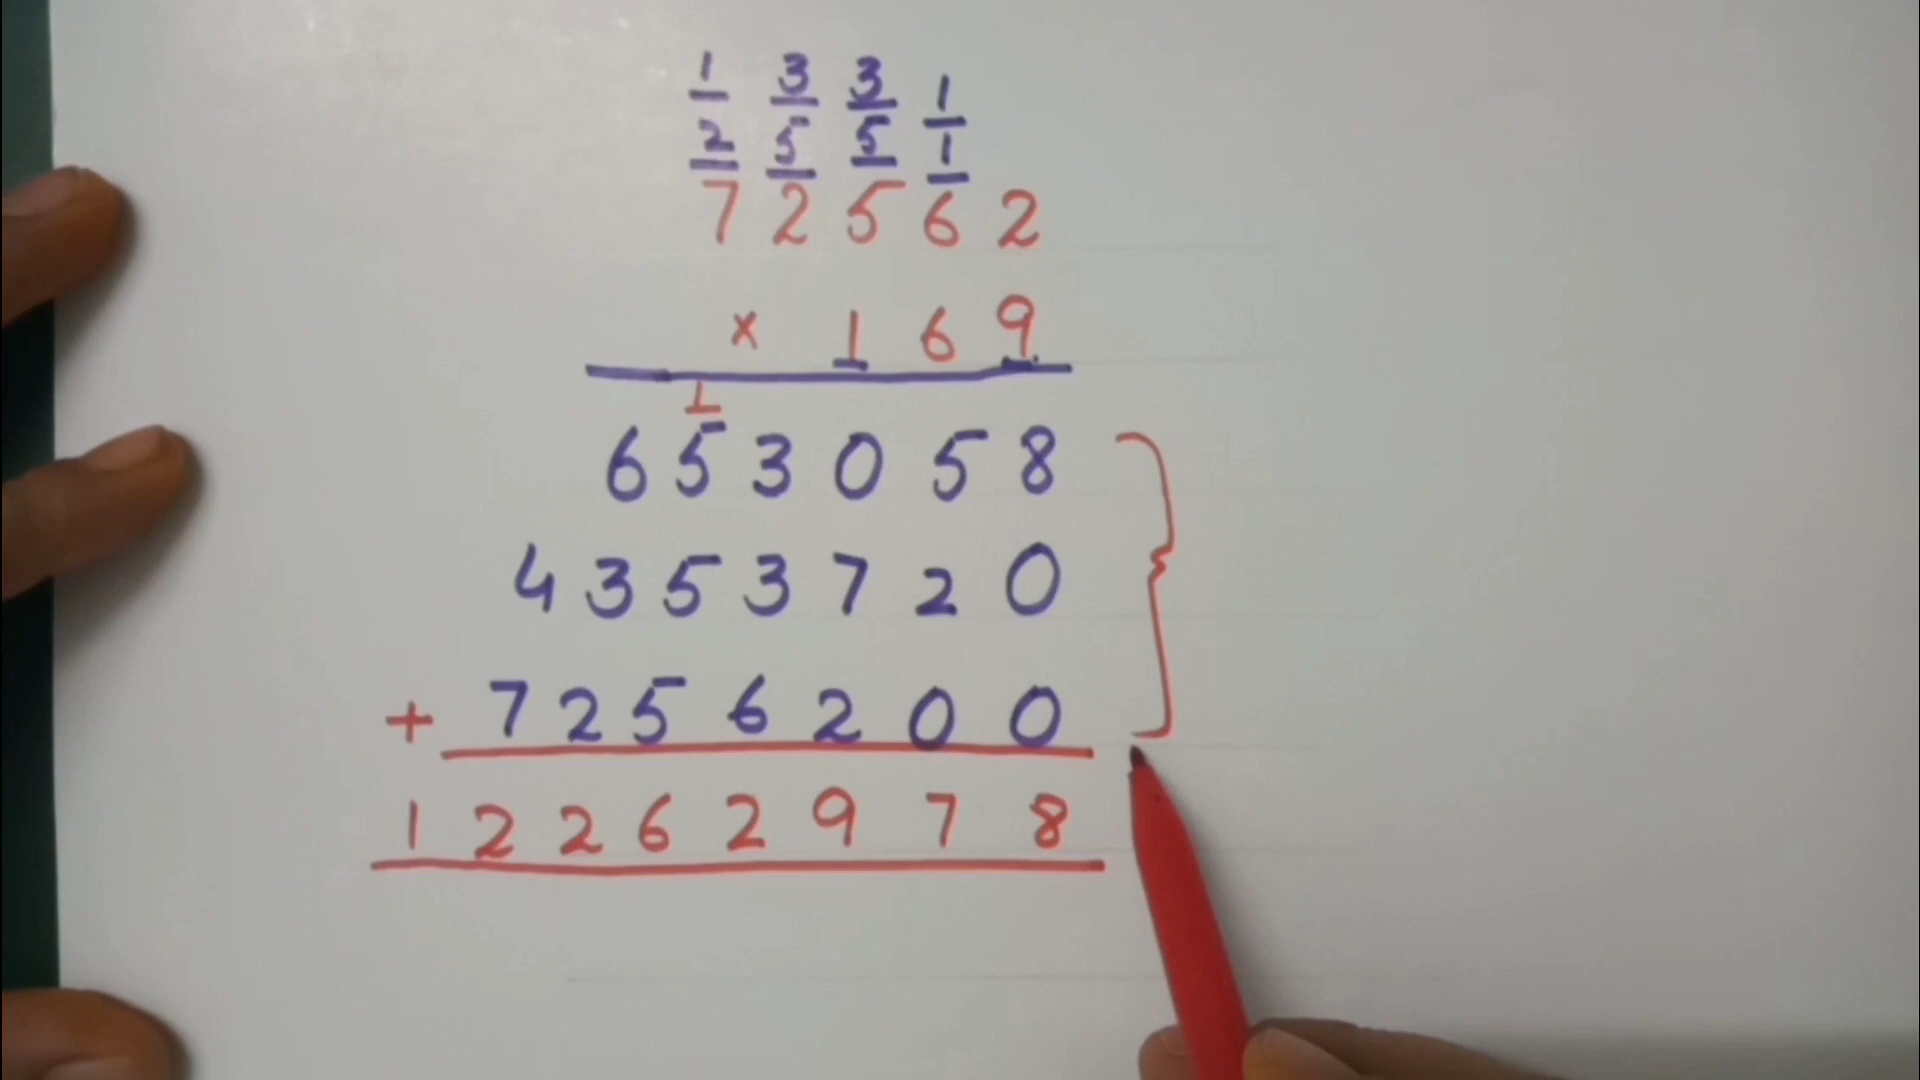 1 3 3 1
2 5 5 1
7 2 5 6 2
× 1 6 9
1
6 5 3 0 5 8
4 3 5 3 7 2 0
+ 7 2 5 6 2 0 0
1 2 2 6 2 9 7 8